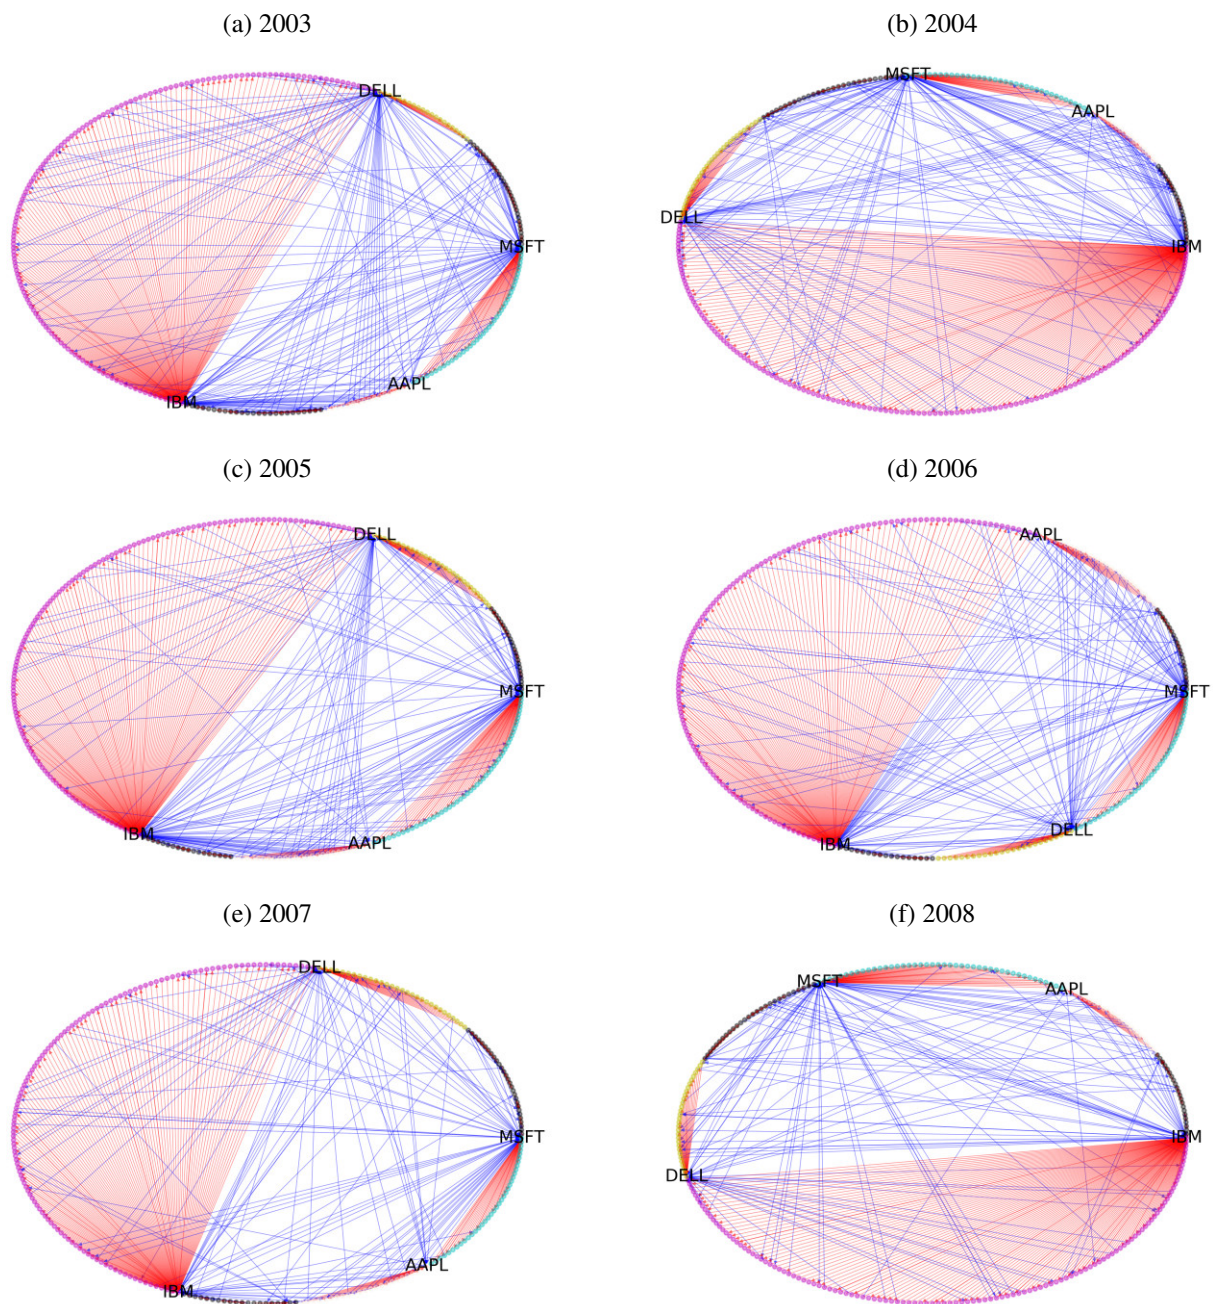 (a) 2003
(b) 2004
DELL
MSFT
AAPL
IBM
MSFT
AAPL
DELL
IBM
(c) 2005
(d) 2006
DELL
MSFT
IBM
AAPL
AAPL
MSFT
DELL
IBM
(e) 2007
(f) 2008
DELL
MSFT
AAPL
IBM
MSFT
AAPL
IBM
DELL